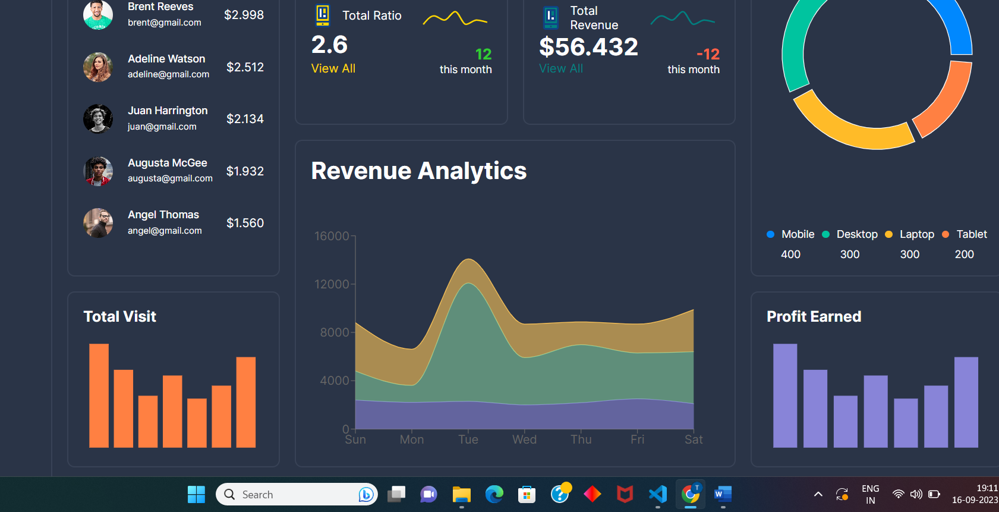 Brent Reeves
brent@gmail.com
$2.998
Adeline Watson
adeline@gmail.com
$2.512
Juan Harrington
juan@gmail.com
$2.134
Augusta McGee
augusta@gmail.com
$1.932
Angel Thomas
angel@gmail.com
$1.560
Total Visit
Total Ratio
2.6
View All
12
this month
Total
Revenue
$56.432
View All
-12
this month
Revenue Analytics
16000
12000
8000
4000
0
Sun Mon Tue Wed Thu Fri Sat
Mobile Desktop Laptop Tablet
400 300 300 200
Profit Earned
Search
T
W
ENG
IN
19:11
16-09-2023